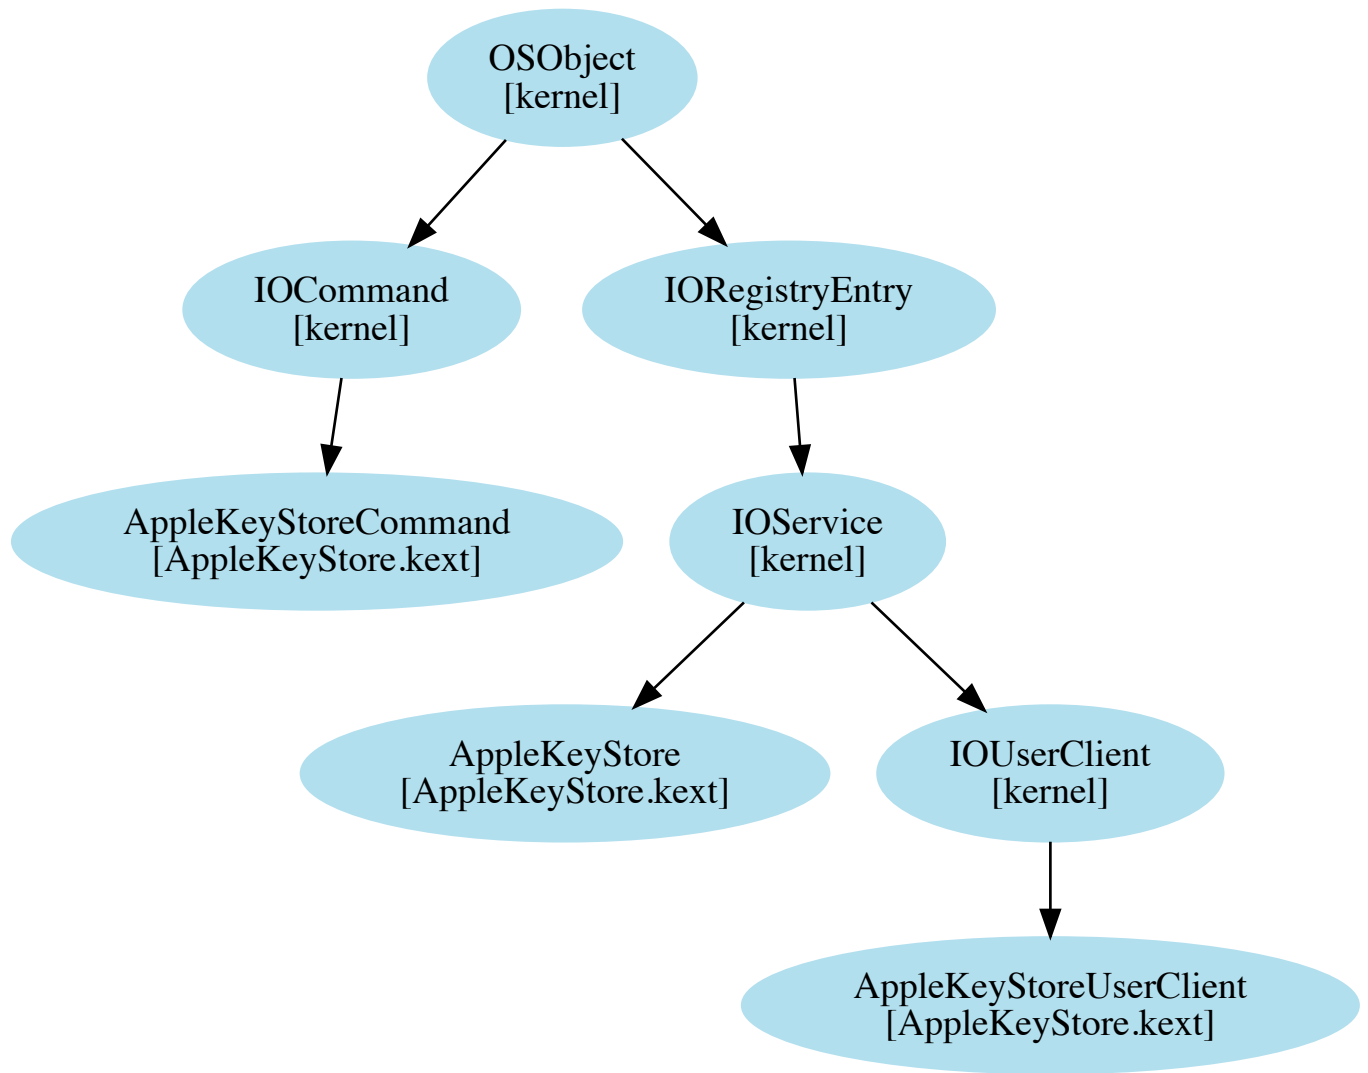 OSObject
[kernel]
IOCommand
[kernel]
IORegistryEntry
[kernel]
AppleKeyStoreCommand
[AppleKeyStore.kext]
IOService
[kernel]
AppleKeyStore
[AppleKeyStore.kext]
IOUserClient
[kernel]
AppleKeyStoreUserClient
[AppleKeyStore.kext]